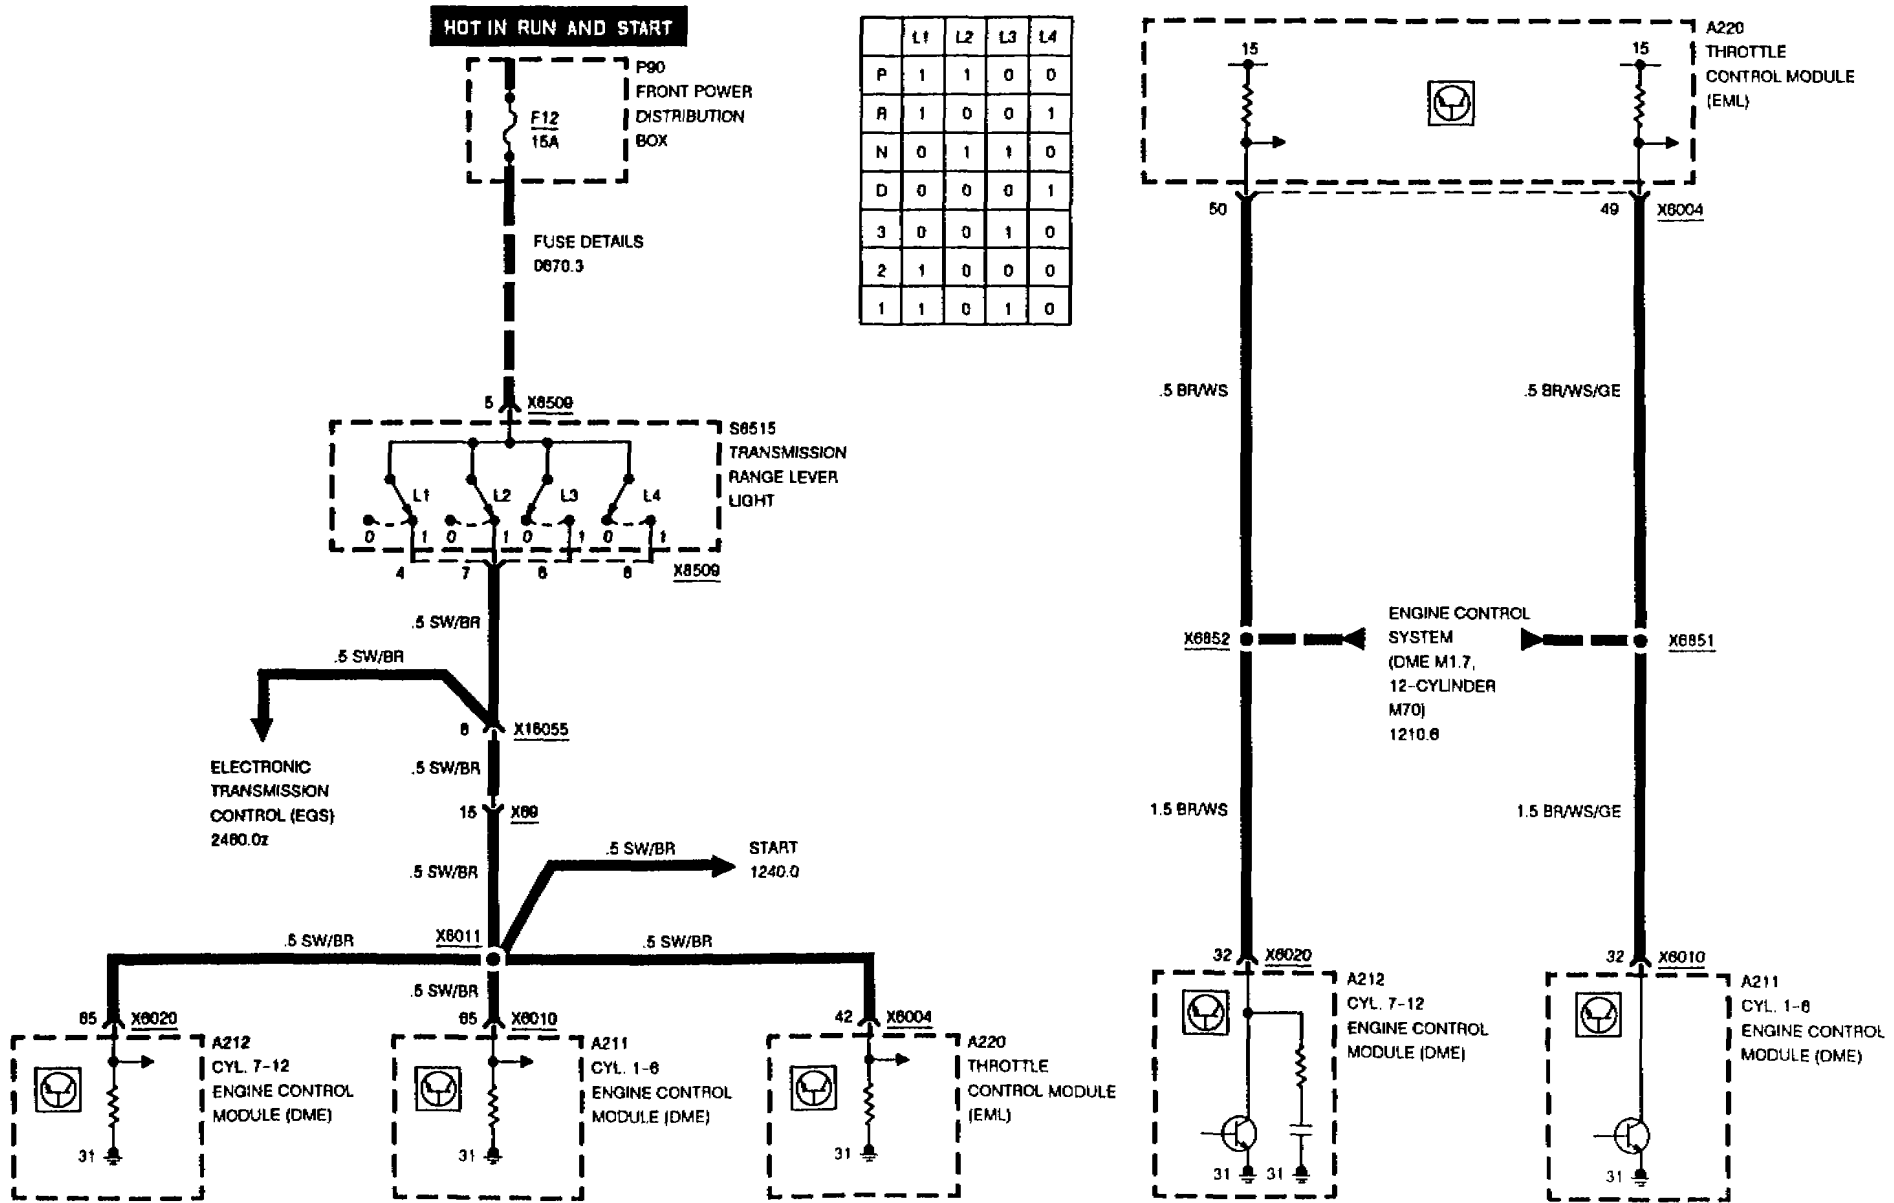 HOT IN RUN AND START
P90
FRONT POWER
DISTRIBUTION
BOX
F12
15A
FUSE DETAILS
0670.3
5 X8509
S8515
TRANSMISSION
RANGE LEVER
LIGHT
L1 L2 L3 L4
0 1 0 1 0 1 0 1
4 7 6 8 X8509
.5 SW/BR
.5 SW/BR
8 X16055
ELECTRONIC
TRANSMISSION
CONTROL (EGS)
2460.0z
.5 SW/BR
15 X69
.5 SW/BR
.5 SW/BR
START
1240.0
X6011
.5 SW/BR
.5 SW/BR
.5 SW/BR
65 X6020
A212
CYL. 7-12
ENGINE CONTROL
MODULE (DME)
31
65 X6010
A211
CYL. 1-6
ENGINE CONTROL
MODULE (DME)
31
42 X6004
A220
THROTTLE
CONTROL MODULE
(EML)
31
L1 L2 L3 L4
P 1 1 0 0
R 1 0 0 1
N 0 1 1 0
D 0 0 0 1
3 0 0 1 0
2 1 0 0 0
1 1 0 1 0
A220
THROTTLE
CONTROL MODULE
(EML)
15 15
50 49 X6004
.5 BR/WS
.5 BR/WS/GE
X6852
ENGINE CONTROL
SYSTEM
(DME M1.7,
12-CYLINDER
M70)
1210.6
X6851
1.5 BR/WS
1.5 BR/WS/GE
32 X6020
A212
CYL. 7-12
ENGINE CONTROL
MODULE (DME)
31 31
32 X6010
A211
CYL. 1-6
ENGINE CONTROL
MODULE (DME)
31